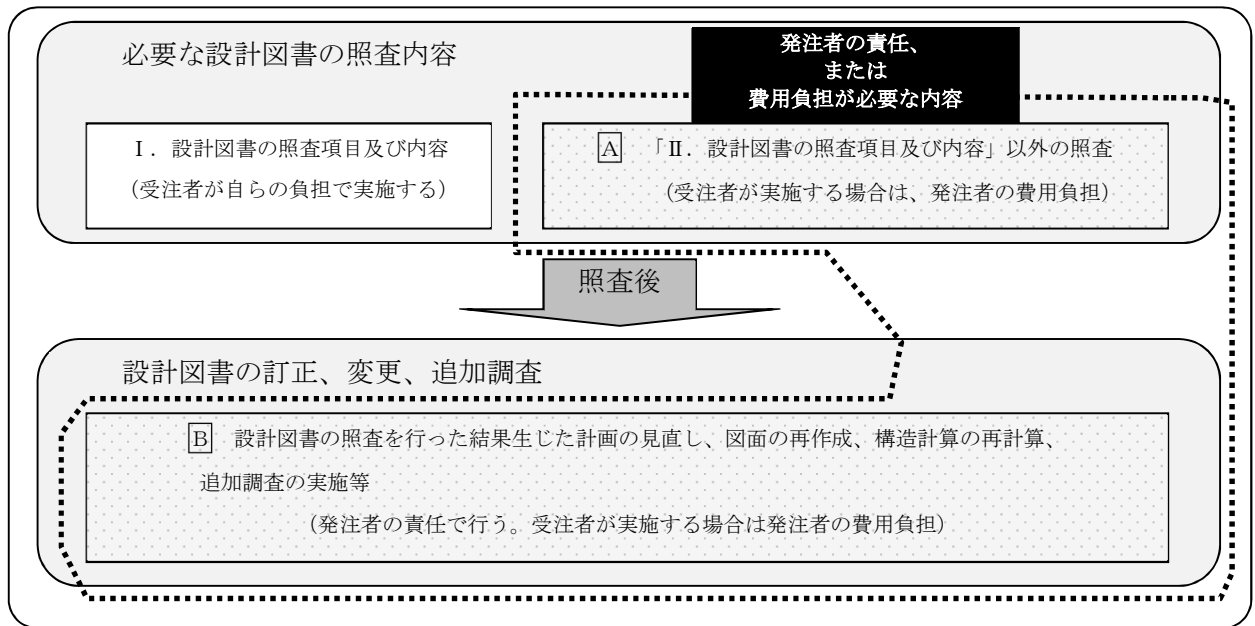 必要な設計図書の照査内容
発注者の責任、
または
費用負担が必要な内容
Ⅰ．設計図書の照査項目及び内容
（受注者が自らの負担で実施する）
A 「Ⅱ．設計図書の照査項目及び内容」以外の照査
（受注者が実施する場合は、発注者の費用負担）
照査後
設計図書の訂正、変更、追加調査
B 設計図書の照査を行った結果生じた計画の見直し、図面の再作成、構造計算の再計算、
追加調査の実施等
（発注者の責任で行う。受注者が実施する場合は発注者の費用負担）